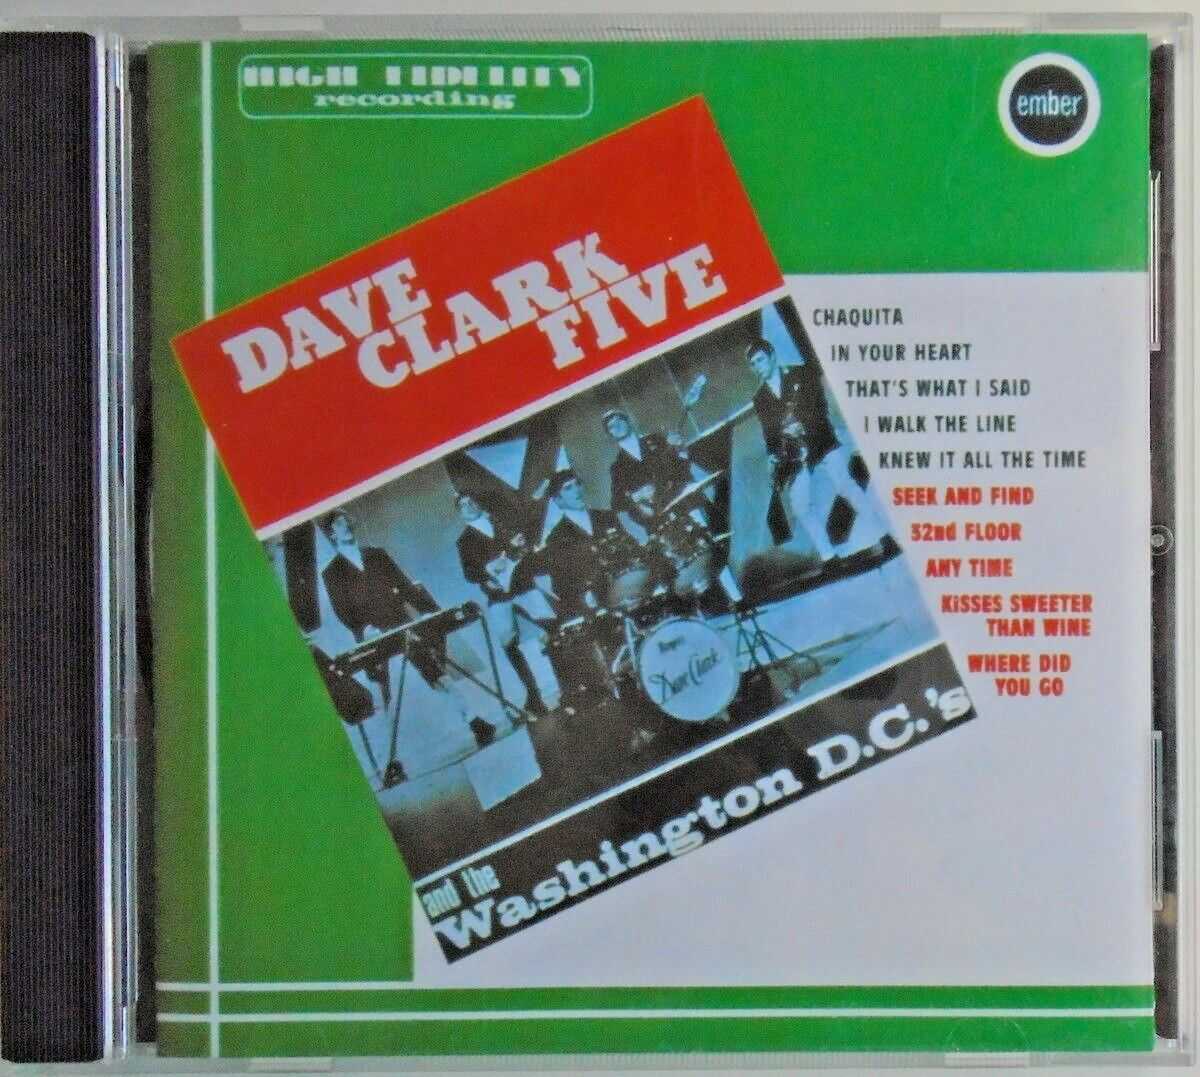 HIGH FIDELITY
recording
ember
DAVE
CLARK
FIVE
CHAQUITA
IN YOUR HEART
THAT'S WHAT I SAID
I WALK THE LINE
KNEW IT ALL THE TIME
SEEK AND FIND
32nd FLOOR
ANY TIME
KiSSES SWEETER
THAN WINE
WHERE DID
YOU GO
Dave Clark
and the
Washington D.C.'s